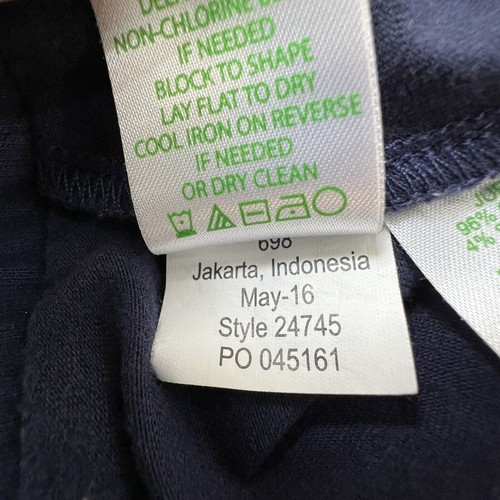 NON-CHLORINE
IF NEEDED
BLOCK TO SHAPE
LAY FLAT TO DRY
COOL IRON ON REVERSE
IF NEEDED
OR DRY CLEAN
698
Jakarta, Indonesia
May-16
Style 24745
PO 045161
96%
4%